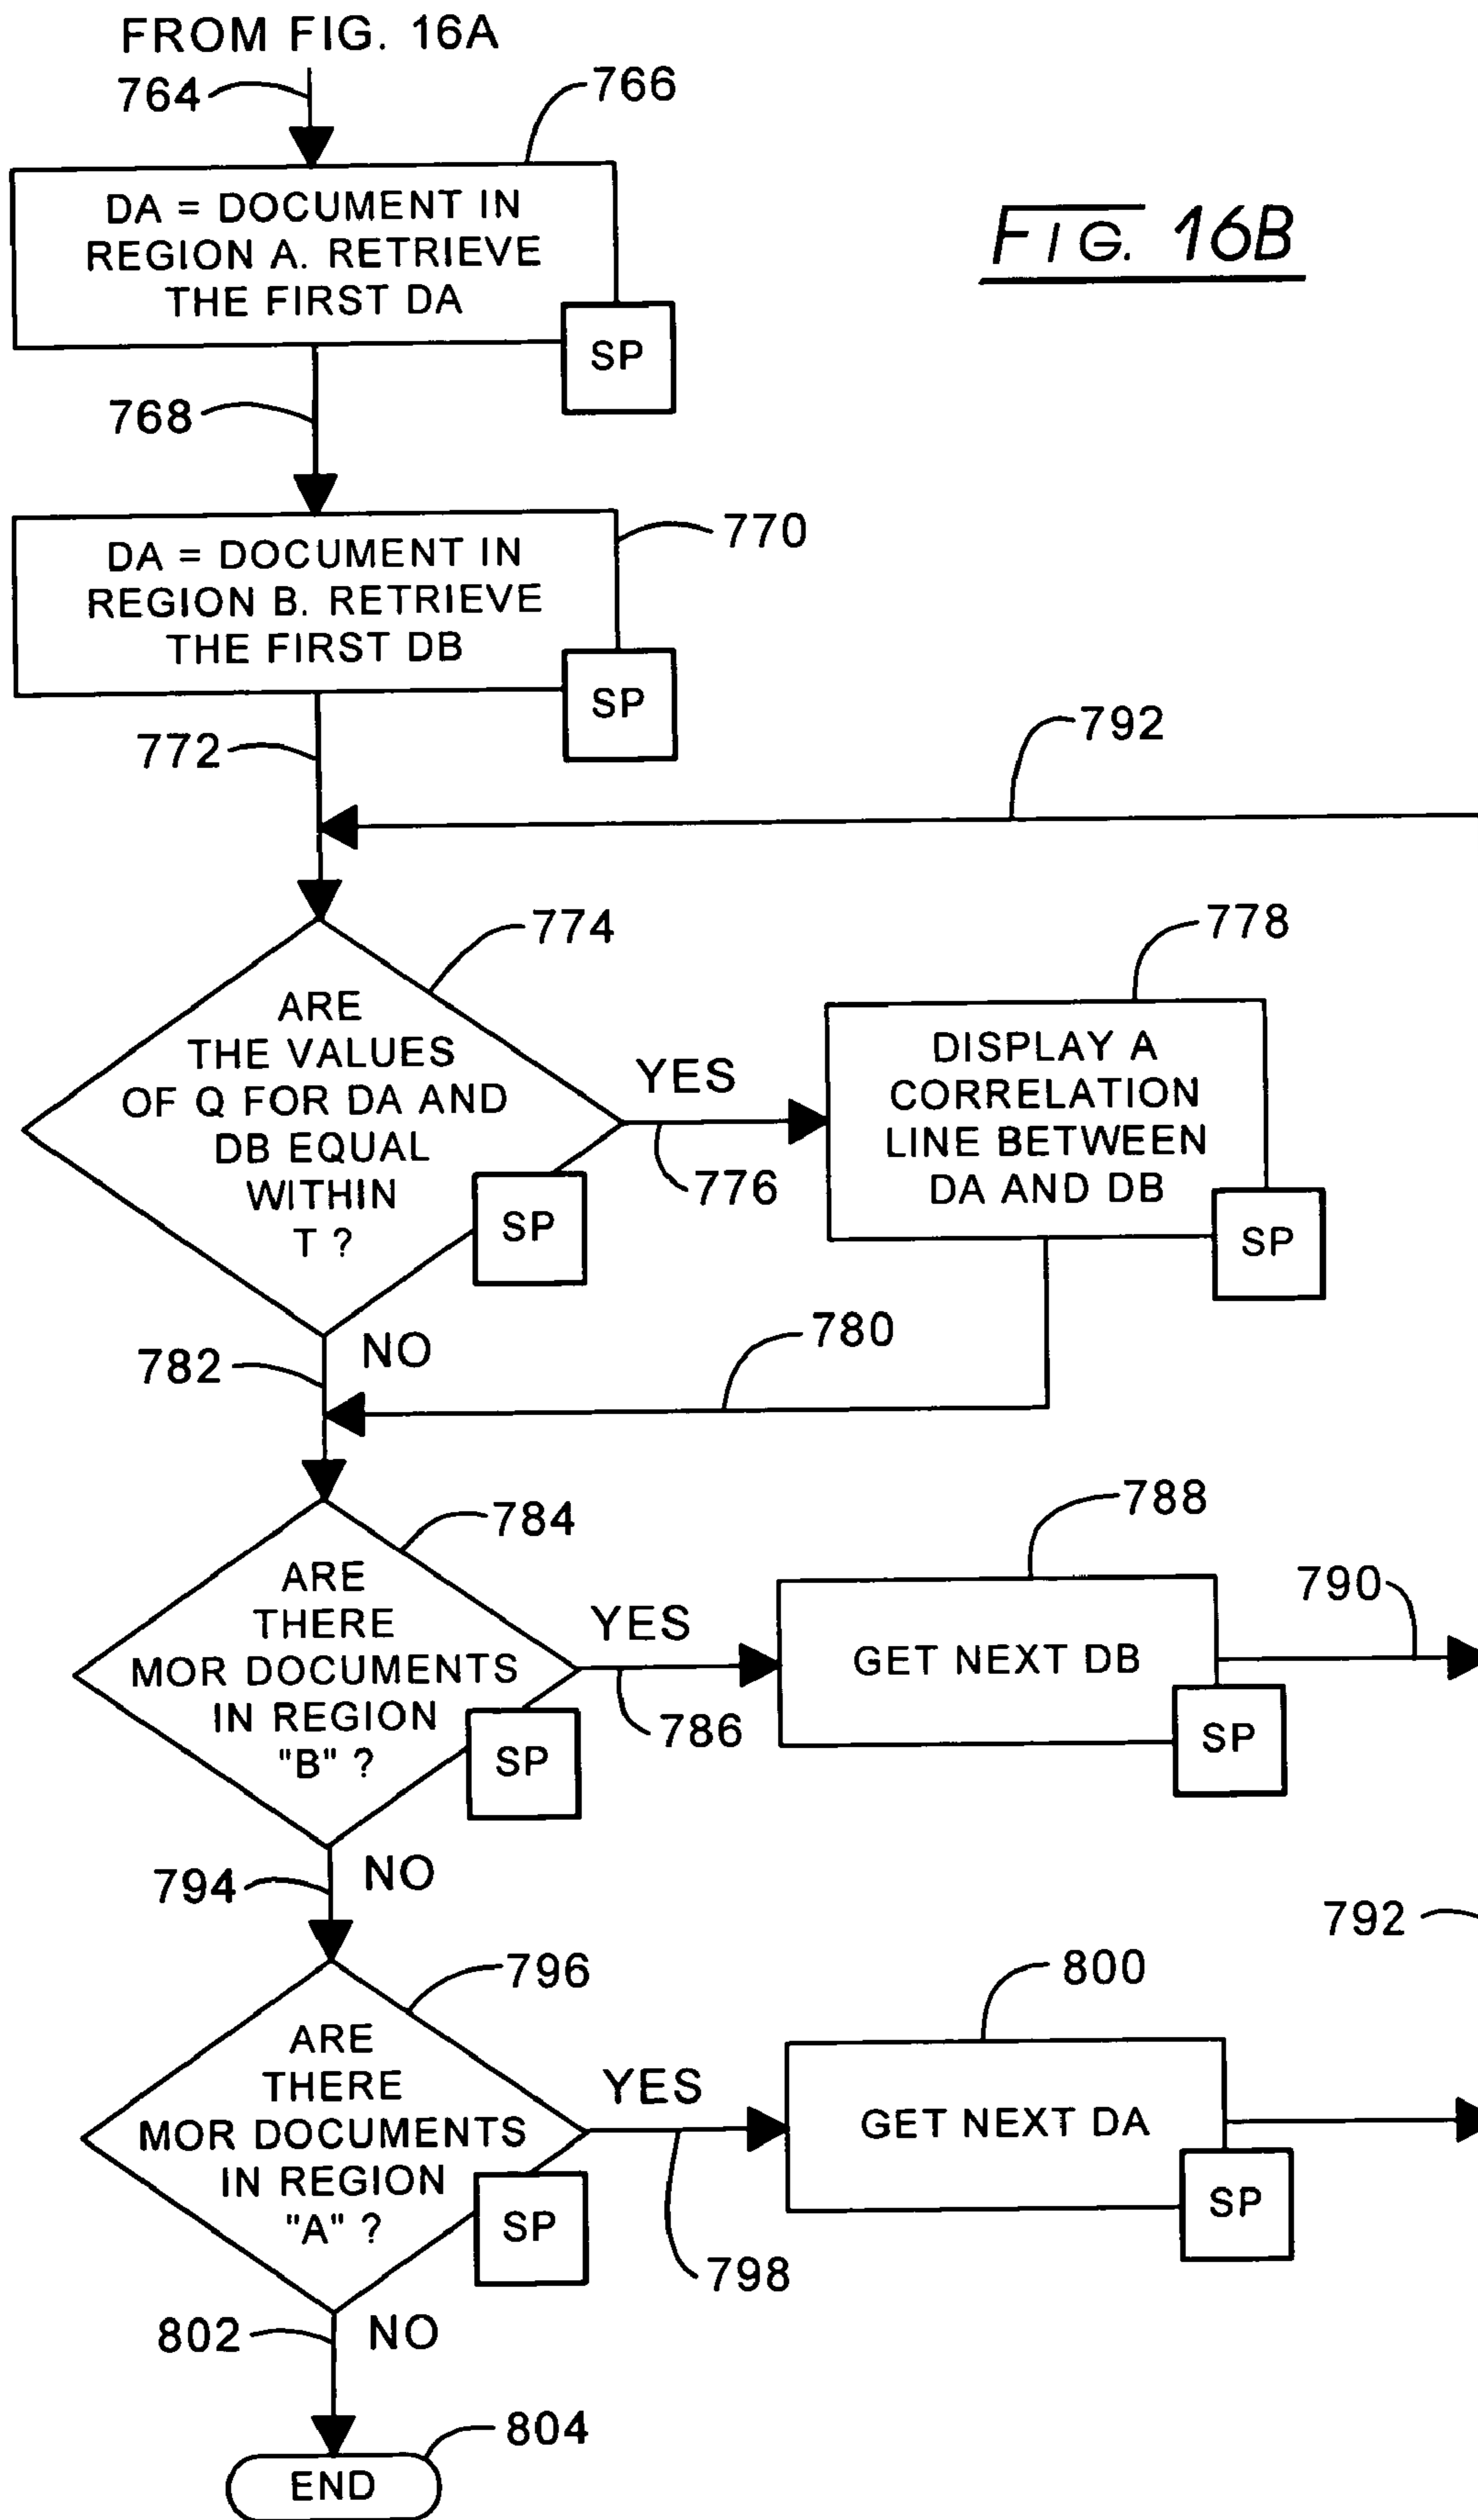 FROM FIG. 16A
764
766
DA = DOCUMENT IN
REGION A. RETRIEVE
THE FIRST DA
SP
FIG. 16B
768
770
DA = DOCUMENT IN
REGION B. RETRIEVE
THE FIRST DB
SP
772
792
774
ARE
THE VALUES
OF Q FOR DA AND
DB EQUAL
WITHIN
T ?
SP
YES
776
778
DISPLAY A
CORRELATION
LINE BETWEEN
DA AND DB
SP
780
782
NO
784
ARE
THERE
MOR DOCUMENTS
IN REGION
"B" ?
SP
YES
786
788
GET NEXT DB
SP
790
794
NO
792
796
ARE
THERE
MOR DOCUMENTS
IN REGION
"A" ?
SP
YES
798
800
GET NEXT DA
SP
802
NO
804
END